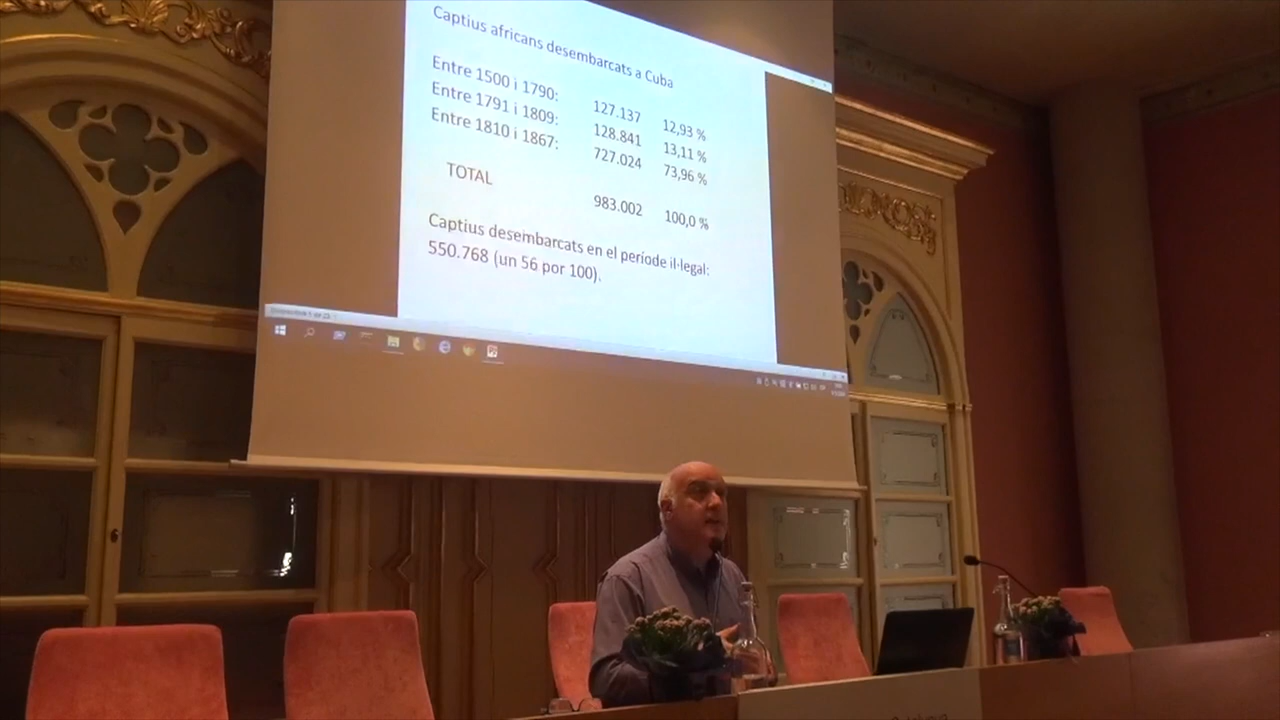 Captius africans desembarcats a Cuba
Entre 1500 i 1790: 127.137 12,93 %
Entre 1791 i 1809: 128.841 13,11 %
Entre 1810 i 1867: 727.024 73,96 %
TOTAL
983.002 100,0 %
Captius desembarcats en el període il·legal:
550.768 (un 56 por 100).